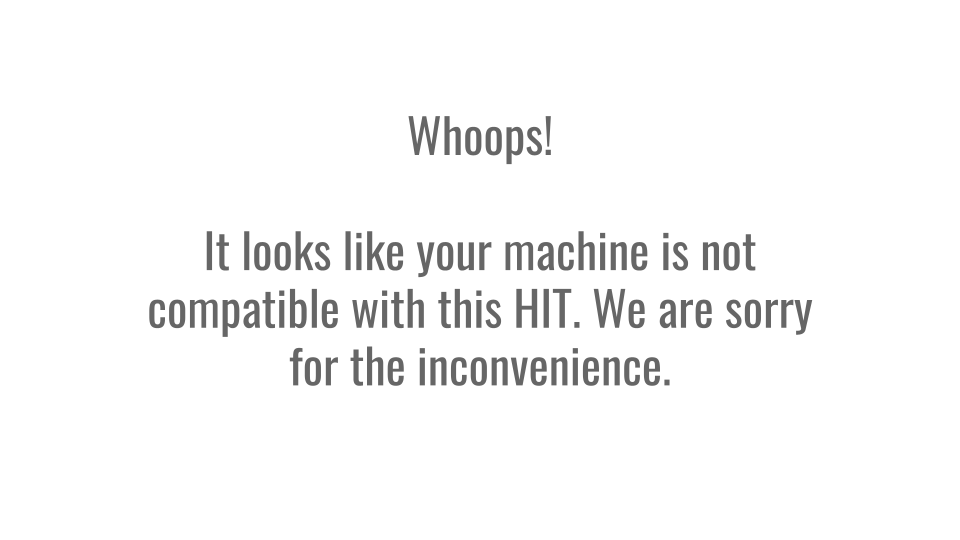 Whoops!
It looks like your machine is not
compatible with this HIT. We are sorry
for the inconvenience.